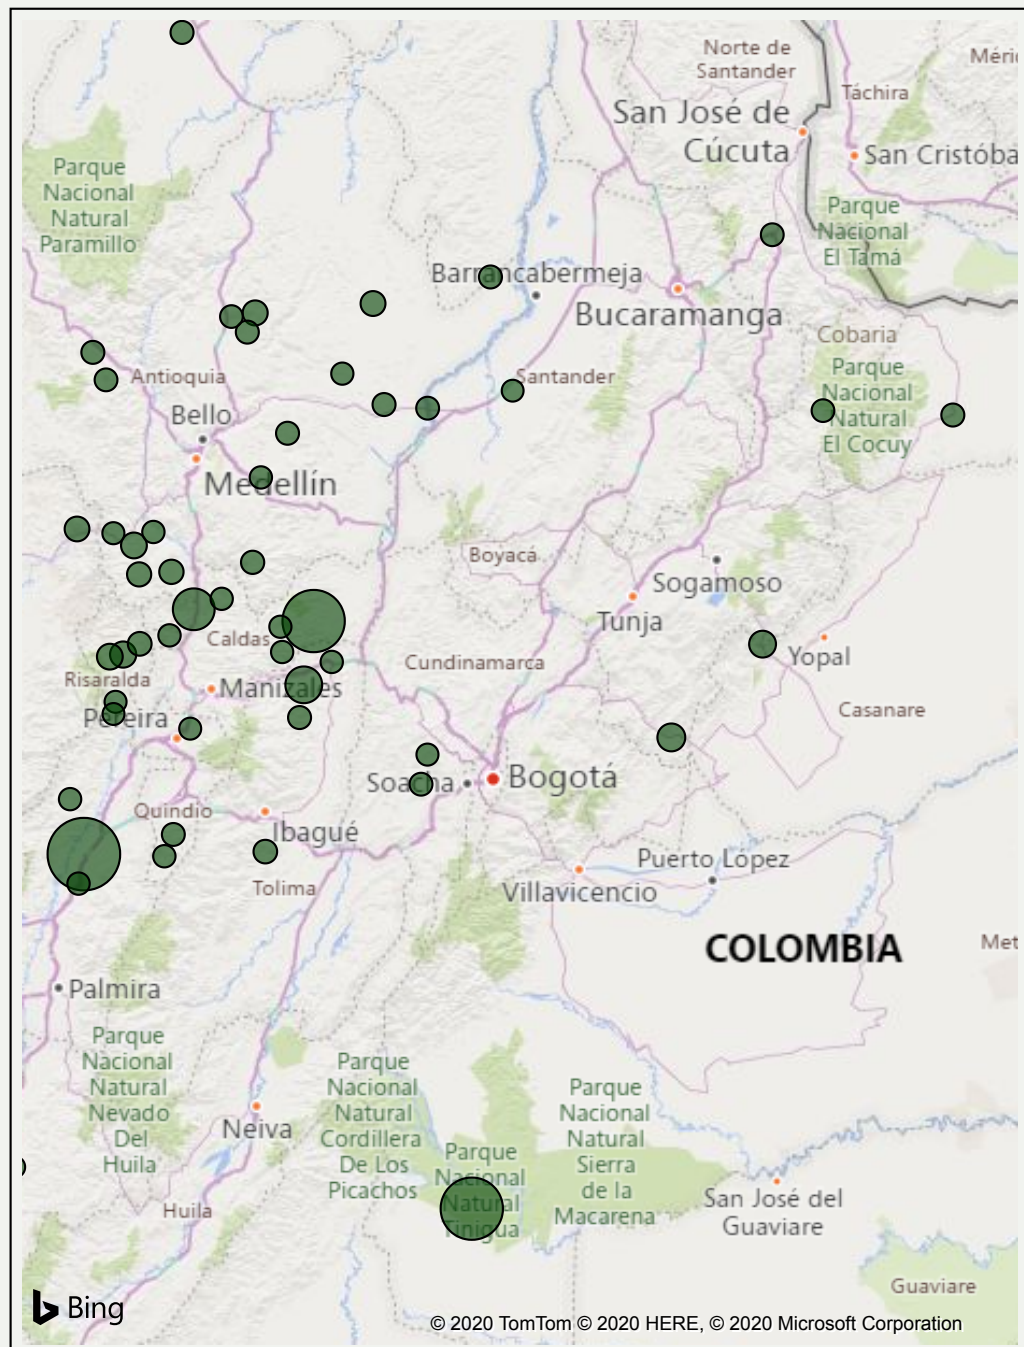 Norte de
Santander
Méri
Táchira
San José de
Cúcuta
San Cristóba
Parque
Nacional
Natural
Paramillo
Parque
Nacional
El Tamá
Barrancabermeja
Bucaramanga
Cobaria
Antioquia
Santander
Parque
Nacional
Natural
El Cocuy
Bello
Medellín
Boyacá
Sogamoso
Tunja
Caldas
Cundinamarca
Yopal
Risaralda
Manizales
Casanare
Pereira
Soacha
Bogotá
Quindio
Ibagué
Puerto Lopez
Tolima
Villavicencio
COLOMBIA
Met
Palmira
Parque
Nacional
Natural
Nevado
Del
Huila
Parque
Nacional
Natural
Cordillera
De Los
Picachos
Parque
Nacional
Natural
Sierra
de la
Macarena
Neiva
Parque
Nacional
Natural
Tinigua
Huila
San José del
Guaviare
Guaviare
Bing
© 2020 TomTom © 2020 HERE, © 2020 Microsoft Corporation